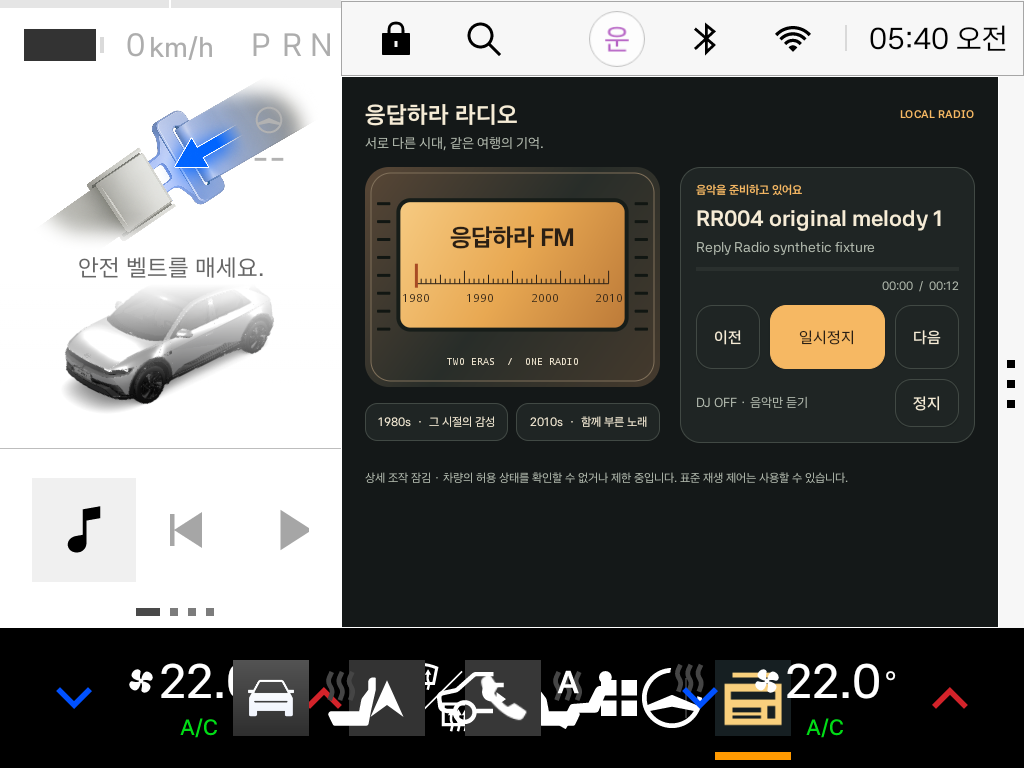 0 km/h P R N
운
05:40 오전
안전 벨트를 매세요.
응답하라 라디오
서로 다른 시대, 같은 여행의 기억.
LOCAL RADIO
응답하라 FM
1980 1990 2000 2010
TWO ERAS / ONE RADIO
1980s · 그 시절의 감성
2010s · 함께 부른 노래
음악을 준비하고 있어요
RR004 original melody 1
Reply Radio synthetic fixture
00:00 / 00:12
이전
일시정지
다음
DJ OFF · 음악만 듣기
정지
상세 조작 잠김 · 차량의 허용 상태를 확인할 수 없거나 제한 중입니다. 표준 재생 제어는 사용할 수 있습니다.
22.0
A/C
A
22.0°
A/C